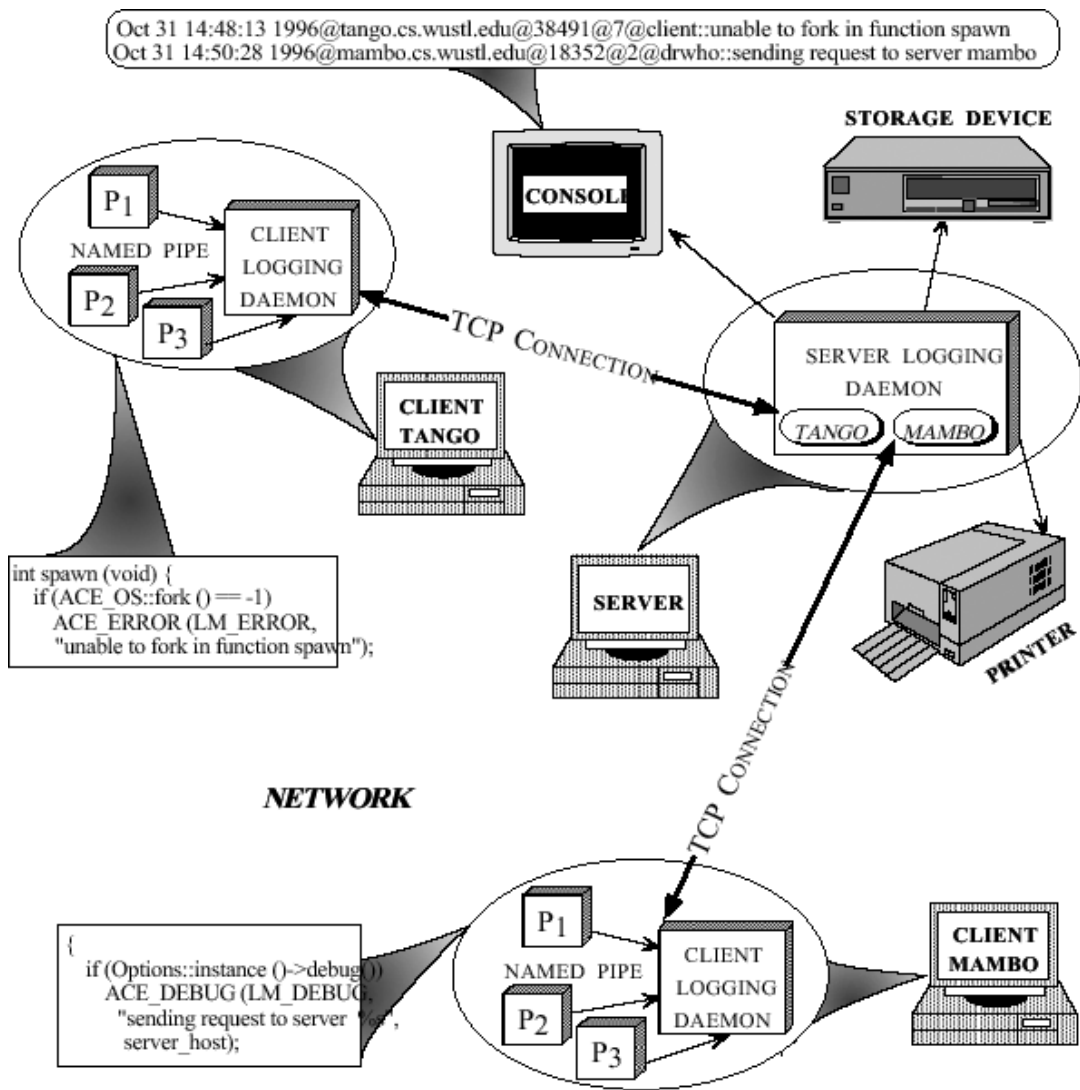 Oct 31 14:48:13 1996@tango.cs.wustl.edu@38491@7@client::unable to fork in function spawn
Oct 31 14:50:28 1996@mambo.cs.wustl.edu@18352@2@drwho::sending request to server mambo
STORAGE DEVICE
CONSOLE
P1
NAMED PIPE
P2
P3
CLIENT
LOGGING
DAEMON
TCP CONNECTION
SERVER LOGGING
DAEMON
TANGO
MAMBO
CLIENT
TANGO
int spawn (void) {
if (ACE_OS::fork () == -1)
ACE_ERROR (LM_ERROR,
"unable to fork in function spawn");
SERVER
PRINTER
TCP CONNECTION
NETWORK
{
if (Options::instance ()->debug())
ACE_DEBUG (LM_DEBUG,
"sending request to server %s",
server_host);
P1
NAMED PIPE
P2
P3
CLIENT
LOGGING
DAEMON
CLIENT
MAMBO